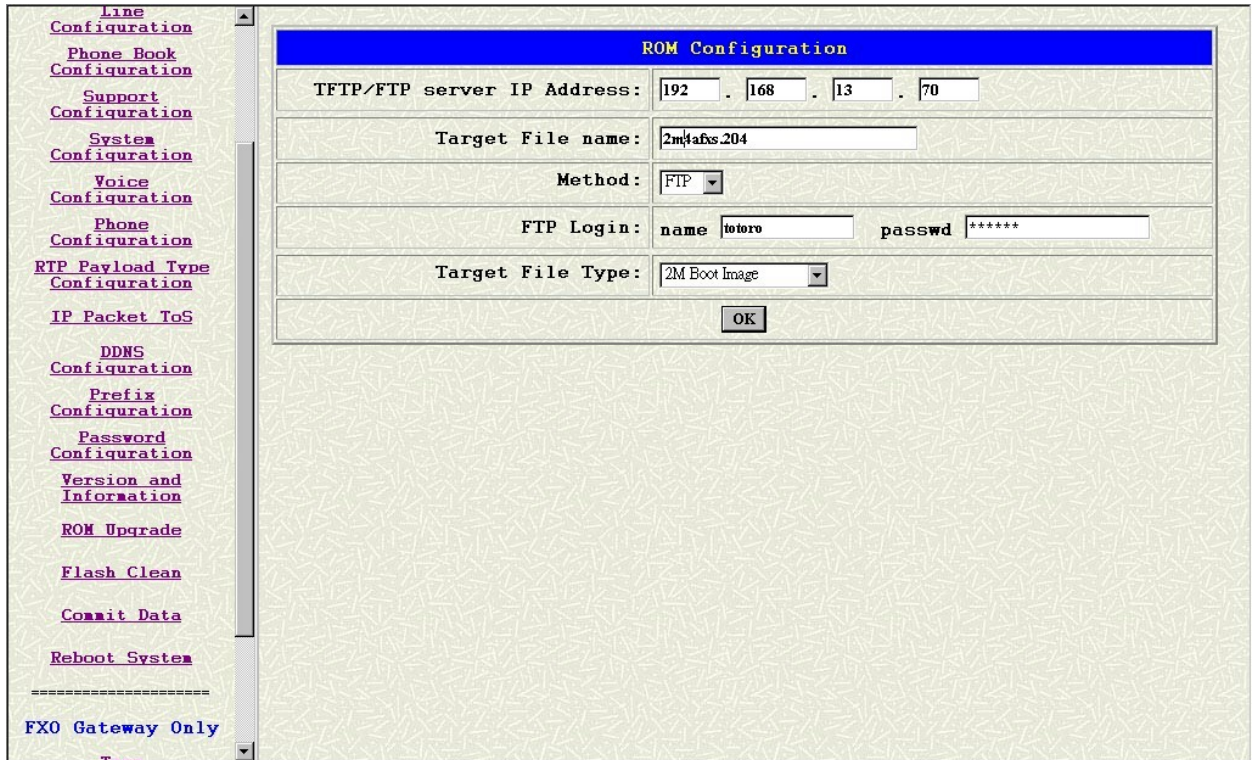 Line
Configuration
Phone Book
Configuration
Support
Configuration
System
Configuration
Voice
Configuration
Phone
Configuration
RTP Payload Type
Configuration
IP Packet ToS
DDNS
Configuration
Prefix
Configuration
Password
Configuration
Version and
Information
ROM Upgrade
Flash Clean
Commit Data
Reboot System
=====================
FXO Gateway Only
ROM Configuration
TFTP/FTP server IP Address: 192 . 168 . 13 . 70
Target File name: 2m4afxs.204
Method: FTP
FTP Login: name totoro passwd ******
Target File Type: 2M Boot Image
OK